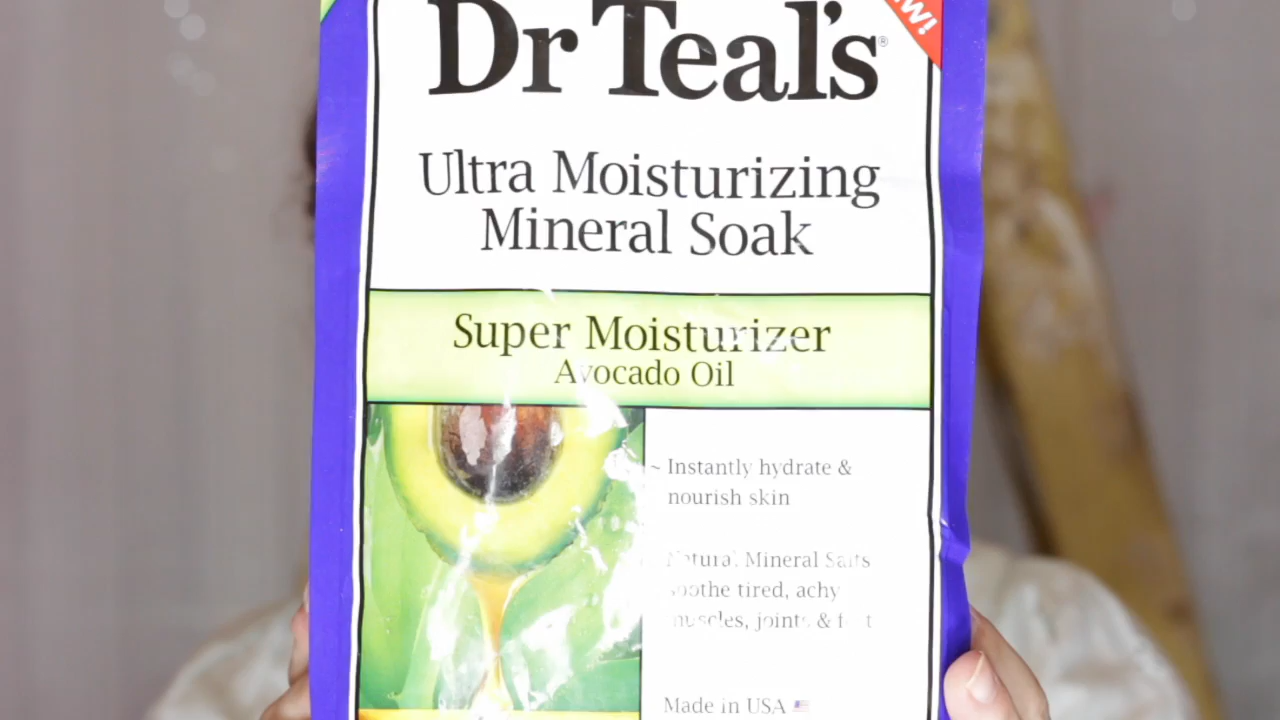 Dr Teal's®
Ultra Moisturizing
Mineral Soak
Super Moisturizer
Avocado Oil
~ Instantly hydrate &
nourish skin
Natural Mineral Salts
soothe tired, achy
muscles, joints &
Made in USA